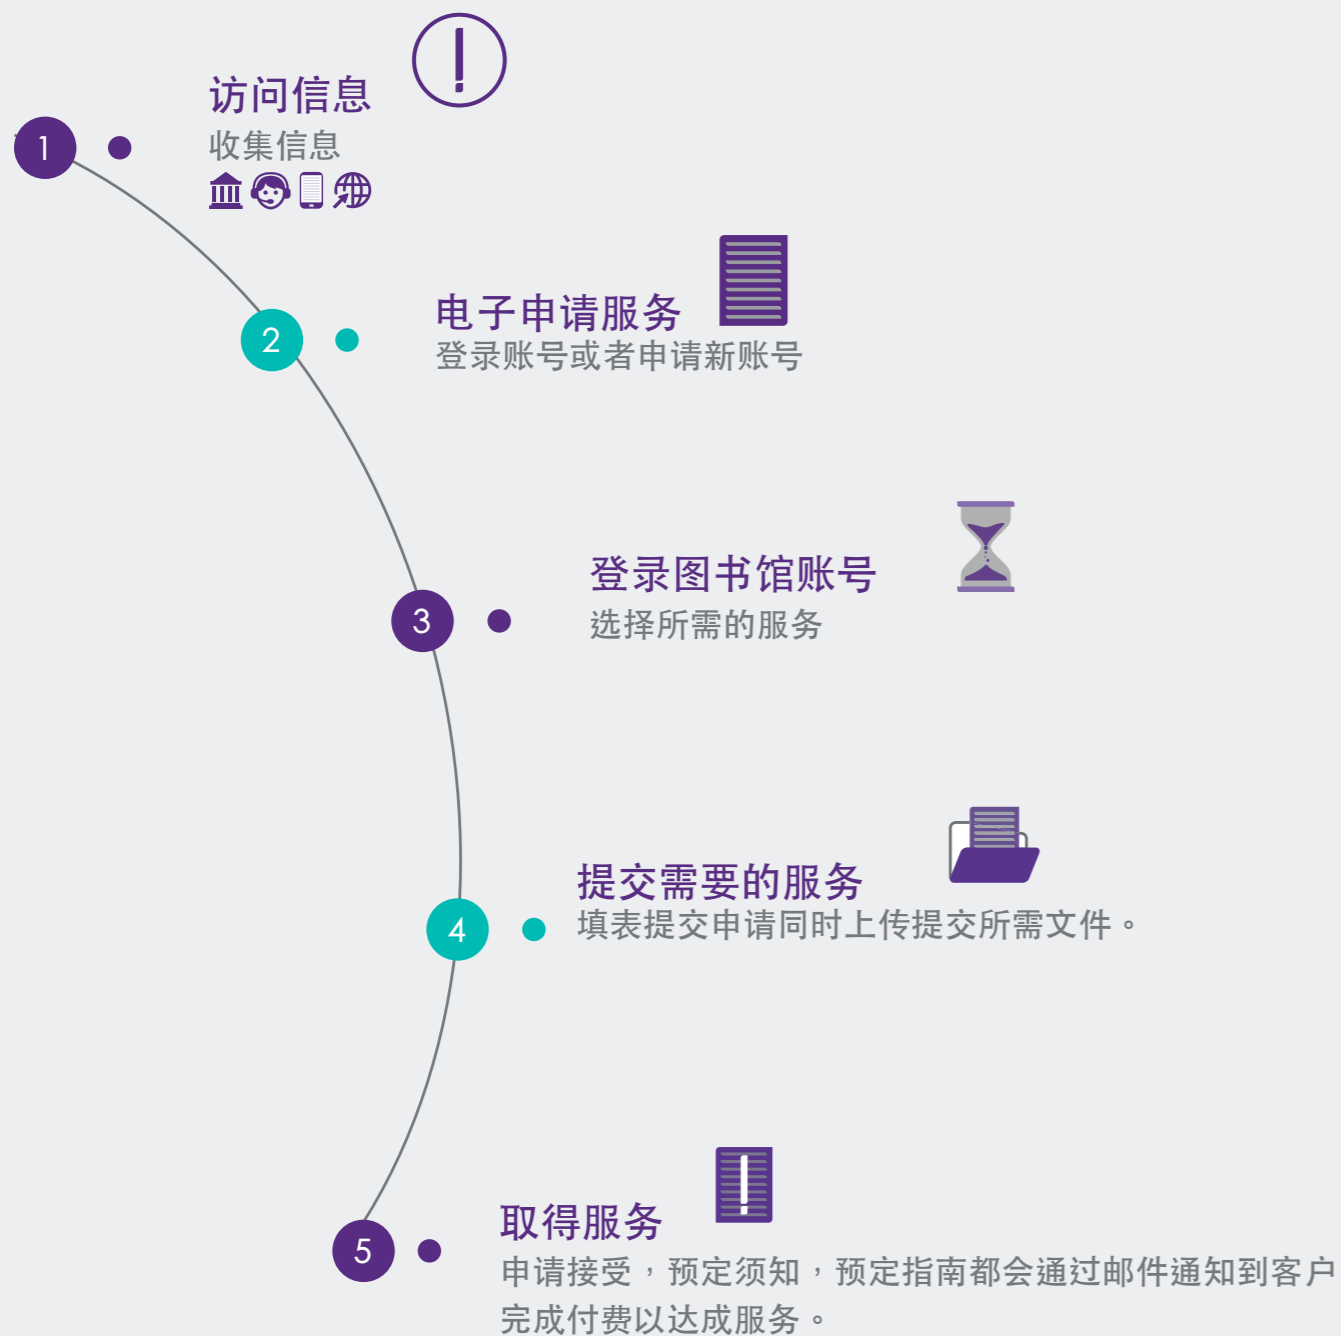 访问信息
1
收集信息
电子申请服务
2
登录账号或者申请新账号
登录图书馆账号
3
选择所需的服务
提交需要的服务
4
填表提交申请同时上传提交所需文件。
取得服务
5
申请接受，预定须知，预定指南都会通过邮件通知到客户
完成付费以达成服务。